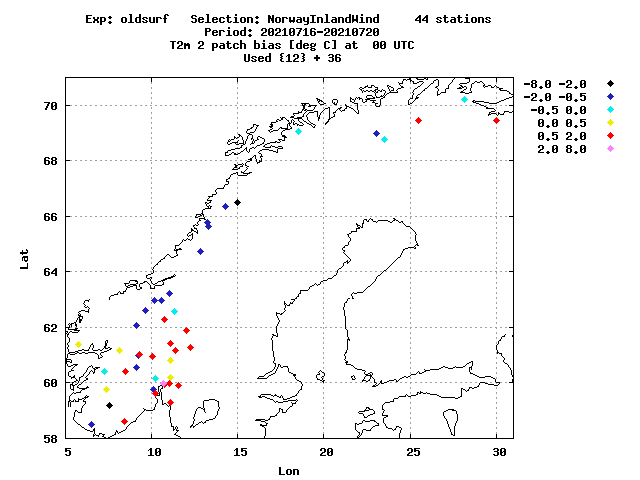 Exp: oldsurf   Selection: NorwayInlandWind     44 stations
Period: 20210716-20210720
T2m 2 patch bias [deg C] at  00 UTC
Used {12} + 36
-8.0 -2.0
-2.0 -0.5
-0.5 0.0
0.0 0.5
0.5 2.0
2.0 8.0
70
68
66
64
62
60
58
Lat
5 10 15 20 25 30
Lon